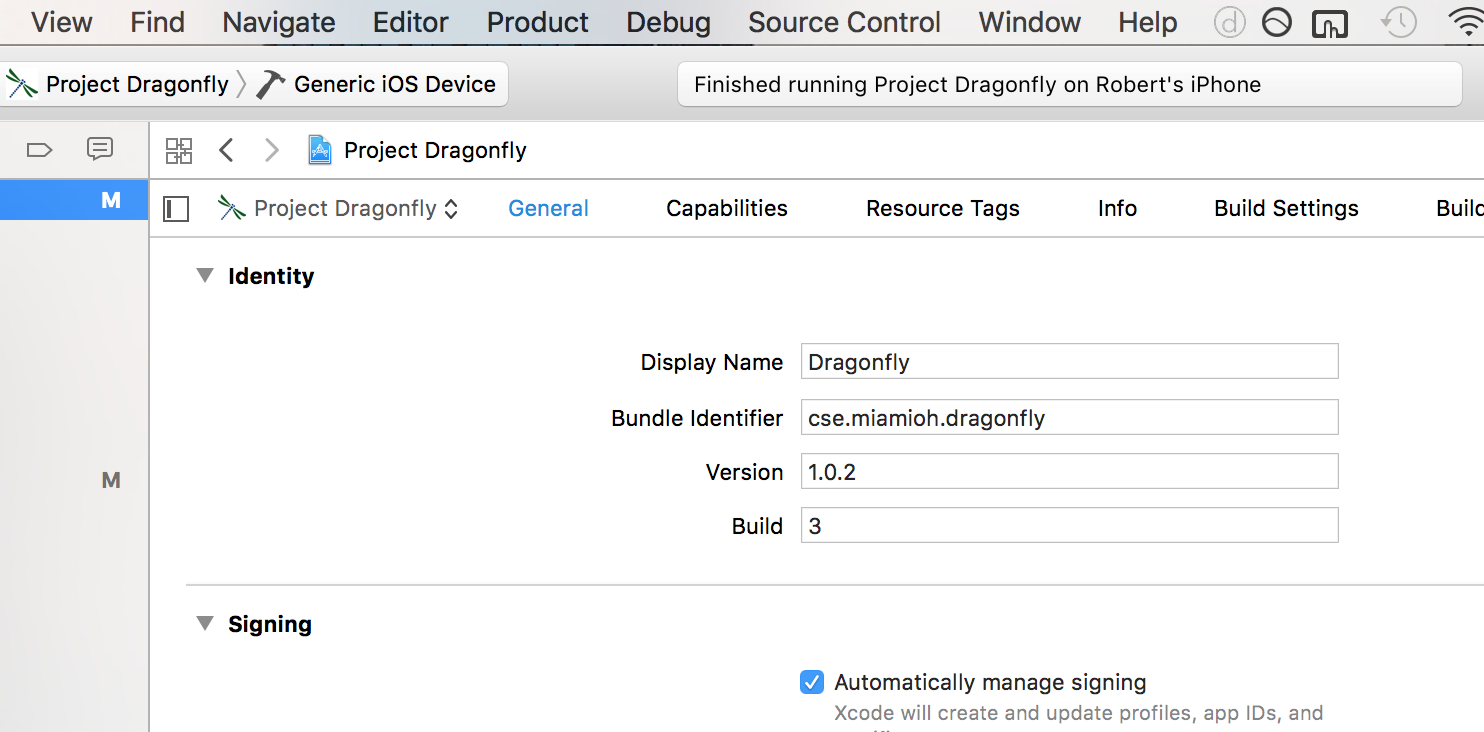 View Find Navigate Editor Product Debug Source Control Window Help
Project Dragonfly Generic iOS Device Finished running Project Dragonfly on Robert's iPhone
Project Dragonfly
M
Project Dragonfly General Capabilities Resource Tags Info Build Settings
Identity
Display Name Dragonfly
Bundle Identifier cse.miamioh.dragonfly
Version 1.0.2
M
Build 3
Signing
Automatically manage signing
Xcode will create and update profiles, app IDs, and